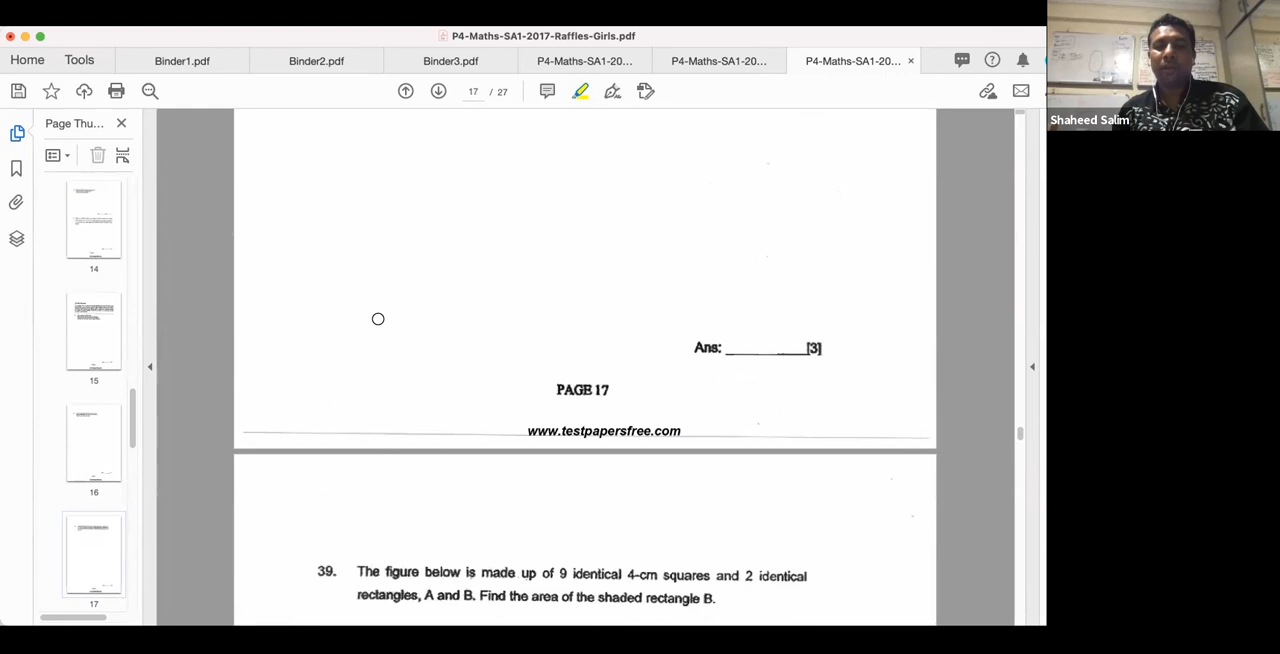 P4-Maths-SA1-2017-Raffles-Girls.pdf
Home
Tools
Binder1.pdf
Binder2.pdf
Binder3.pdf
P4-Maths-SA1-20...
P4-Maths-SA1-20...
P4-Maths-SA1-20...
17 / 27
Page Thu...
14
15
16
17
Ans: __________[3]
PAGE 17
www.testpapersfree.com
39. The figure below is made up of 9 identical 4-cm squares and 2 identical
rectangles, A and B. Find the area of the shaded rectangle B.
Shaheed Salim